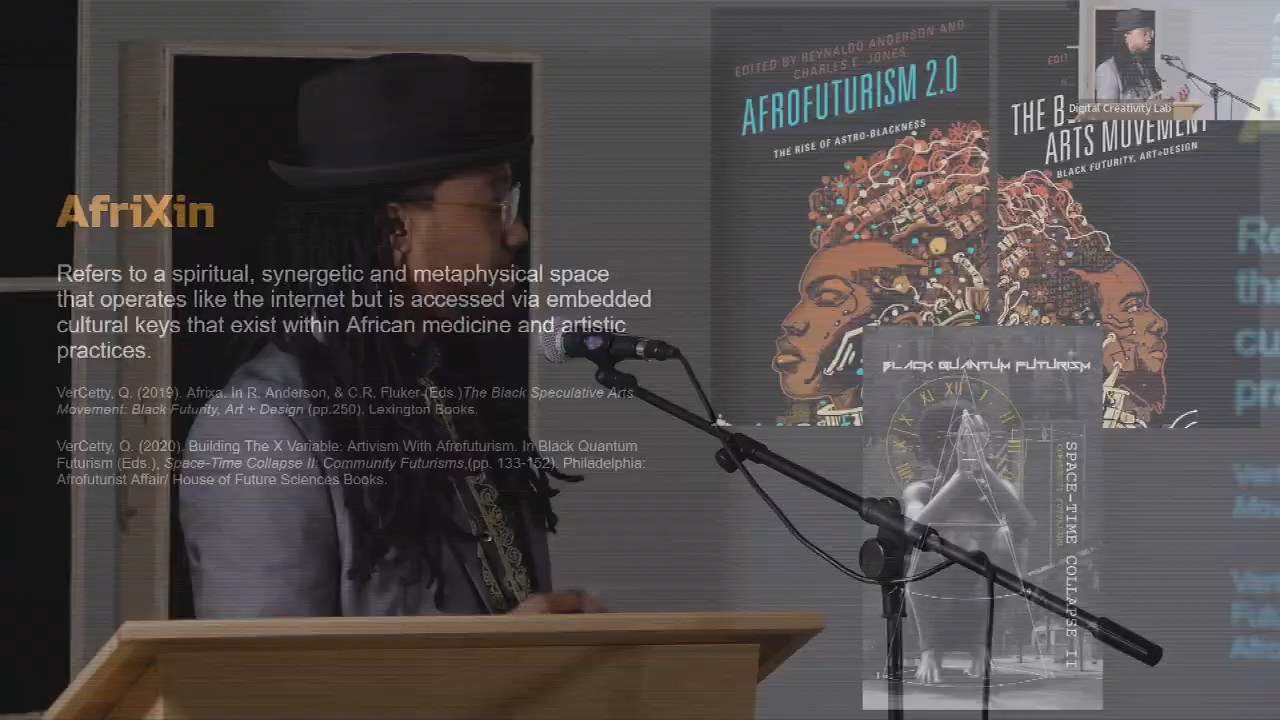 AfriXin
Refers to a spiritual, synergetic and metaphysical space
that operates like the internet but is accessed via embedded
cultural keys that exist within African medicine and artistic
practices.
VerCetty, Q. (2019). Afrixa. In R. Anderson, & C.R. Fluker (Eds.)The Black Speculative Arts
Movement: Black Futurity, Art + Design (pp.250). Lexington Books.
VerCetty, Q. (2020). Building The X Variable: Artivism With Afrofuturism. In Black Quantum
Futurism (Eds.), Space-Time Collapse II: Community Futurisms,(pp. 133-152). Philadelphia:
Afrofuturist Affair/ House of Future Sciences Books.
EDITED BY REYNALDO ANDERSON AND
CHARLES E. JONES
AFROFUTURISM 2.0
THE RISE OF ASTRO-BLACKNESS
THE
ARTS MOVEMENT
BLACK FUTURITY, ART+DESIGN
Digital Creativity Lab
BLACK QUANTUM FUTURISM
XII
SPACE-TIME COLLAPSE II